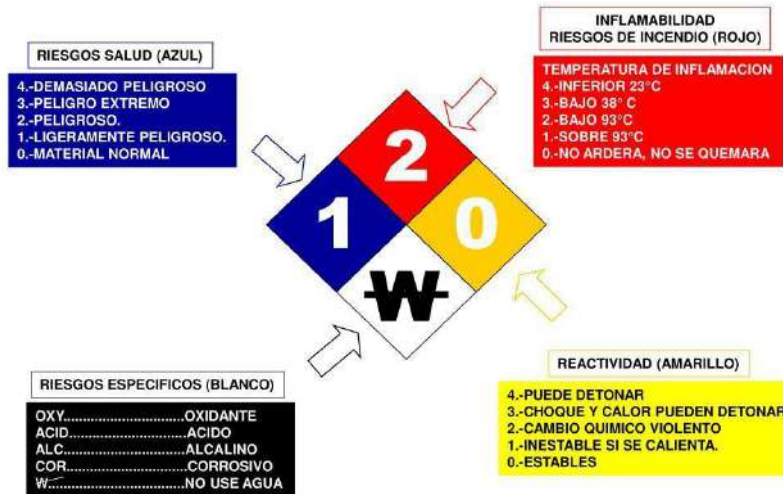 RIESGOS SALUD (AZUL)
4.-DEMASIADO PELIGROSO
3.-PELIGRO EXTREMO
2.-PELIGROSO.
1.-LIGERAMENTE PELIGROSO.
0.-MATERIAL NORMAL
INFLAMABILIDAD
RIESGOS DE INCENDIO (ROJO)
TEMPERATURA DE INFLAMACION
4.-INFERIOR 23°C
3.-BAJO 38° C
2.-BAJO 93°C
1.-SOBRE 93°C
0.-NO ARDERA, NO SE QUEMARA
2
1
0
W
RIESGOS ESPECIFICOS (BLANCO)
OXY............................OXIDANTE
ACID............................ACIDO
ALC............................ALCALINO
COR............................CORROSIVO
W............................NO USE AGUA
REACTIVIDAD (AMARILLO)
4.-PUEDE DETONAR
3.-CHOQUE Y CALOR PUEDEN DETONAR
2.-CAMBIO QUIMICO VIOLENTO
1.-INESTABLE SI SE CALIENTA.
0.-ESTABLES